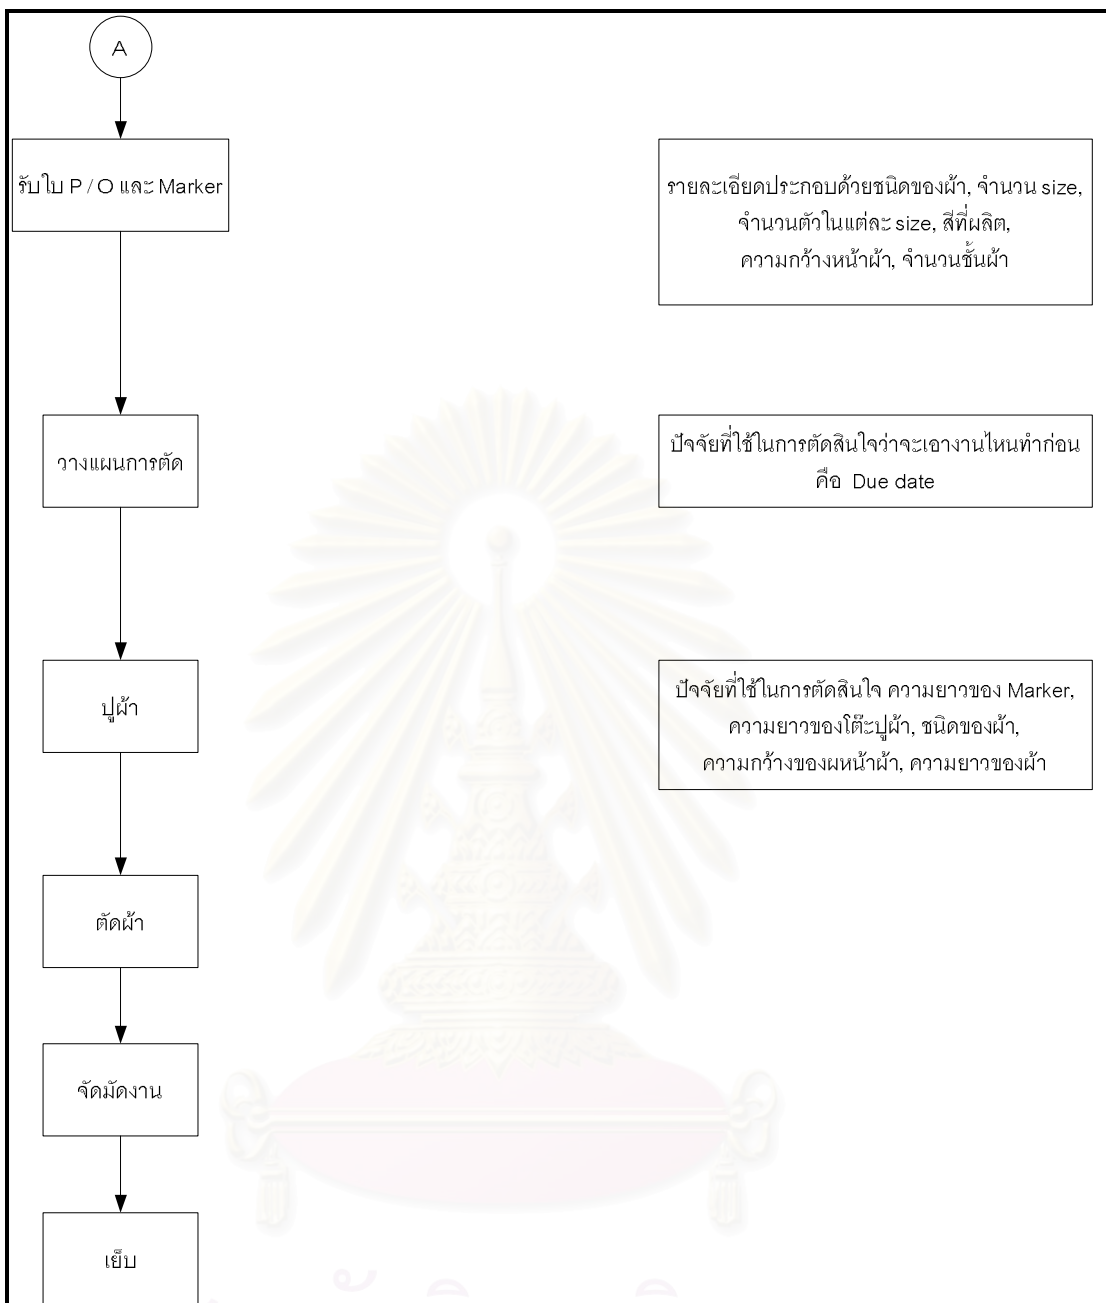 A
รับใบ P / O และ Marker
รายละเอียดประกอบด้วยชนิดของผ้า, จำนวน size,
จำนวนตัวในแต่ละ size, สีที่ผลิต,
ความกว้างหน้าผ้า, จำนวนชั้นผ้า
วางแผนการตัด
ปัจจัยที่ใช้ในการตัดสินใจว่าจะเอางานไหนทำก่อน
คือ Due date
ปูผ้า
ปัจจัยที่ใช้ในการตัดสินใจ ความยาวของ Marker,
ความยาวของโต๊ะปูผ้า, ชนิดของผ้า,
ความกว้างของผหน้าผ้า, ความยาวของผ้า
ตัดผ้า
จัดมัดงาน
เย็บ